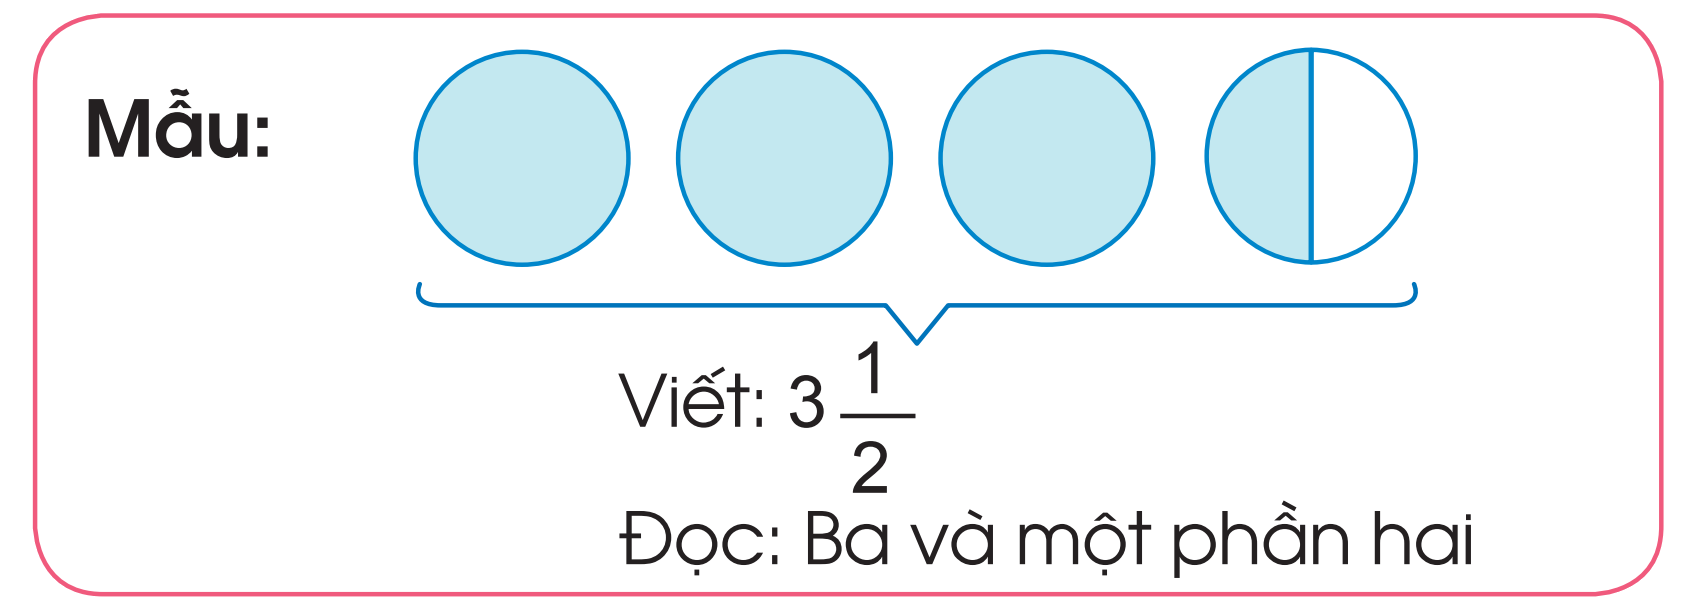 Mẫu:
Viết: 3 1/2
Đọc: Ba và một phần hai